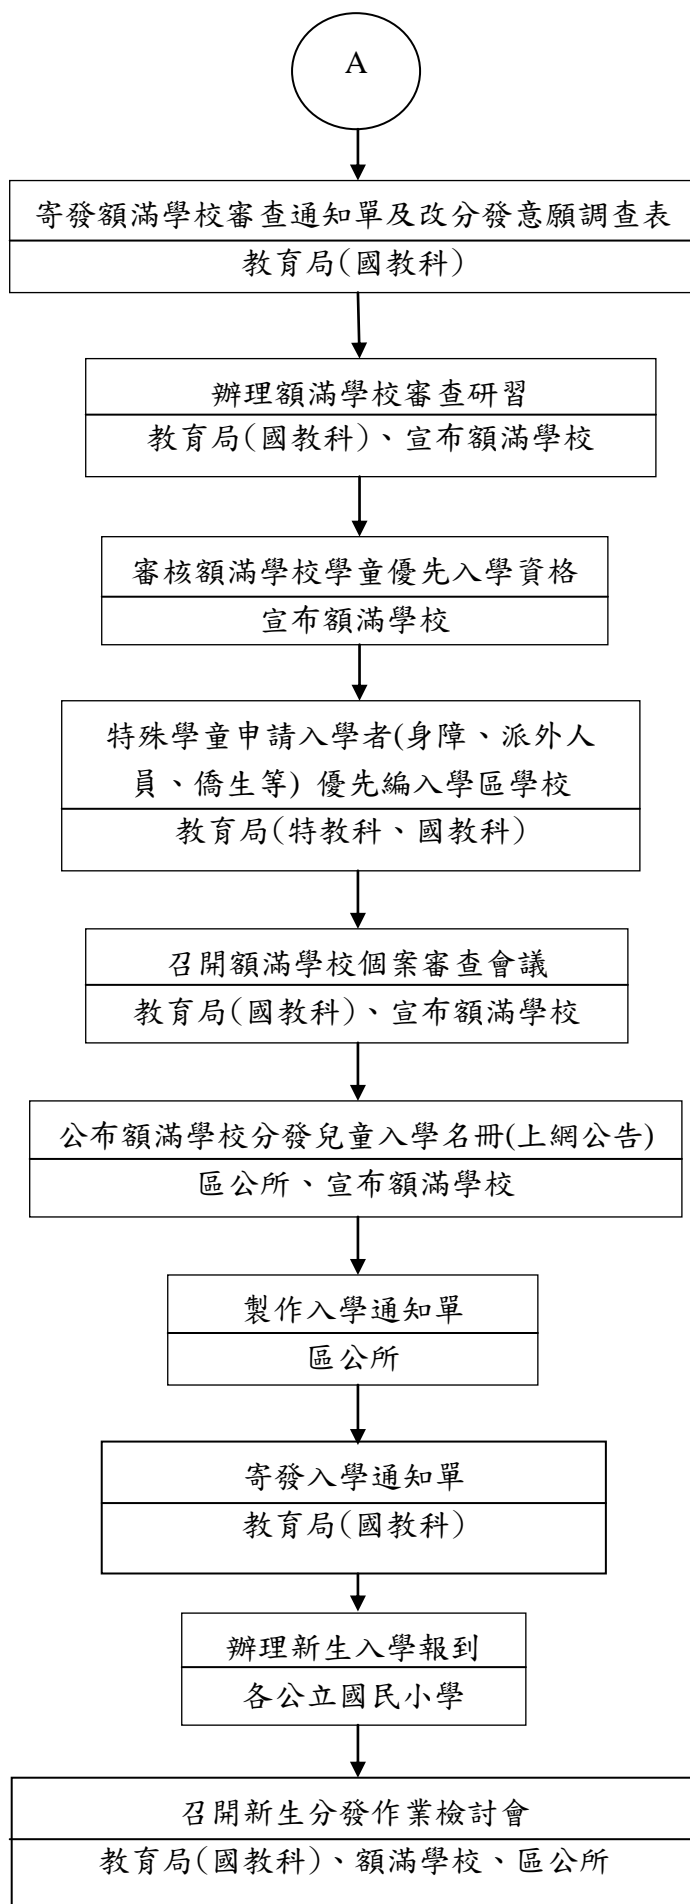 A
寄發額滿學校審查通知單及改分發意願調查表
教育局(國教科)
辦理額滿學校審查研習
教育局(國教科)、宣布額滿學校
審核額滿學校學童優先入學資格
宣布額滿學校
特殊學童申請入學者(身障、派外人
員、僑生等) 優先編入學區學校
教育局(特教科、國教科)
召開額滿學校個案審查會議
教育局(國教科)、宣布額滿學校
公布額滿學校分發兒童入學名冊(上網公告)
區公所、宣布額滿學校
製作入學通知單
區公所
寄發入學通知單
教育局(國教科)
辦理新生入學報到
各公立國民小學
召開新生分發作業檢討會
教育局(國教科)、額滿學校、區公所